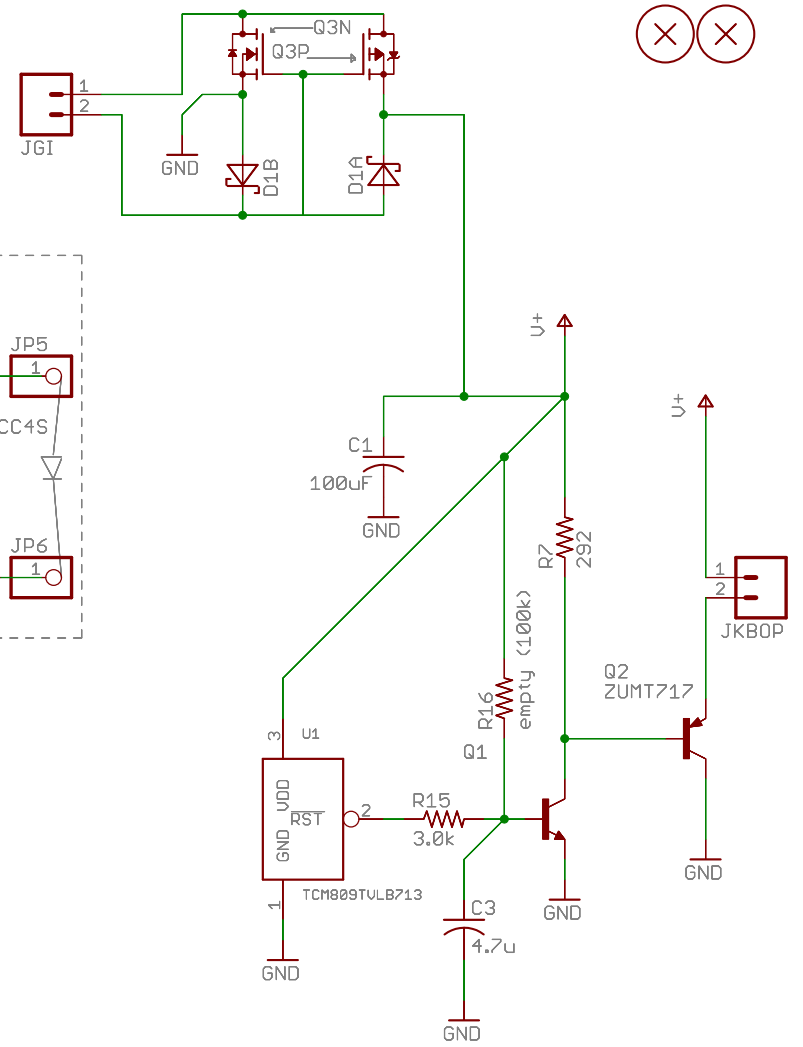 Q3N
Q3P
1
2
JGI
GND
D1B
D1A
V+
JP5
1
CC4S
JP6
1
C1
100uF
GND
V+
R7
292
1
2
JKBOP
R16
empty (100k)
Q2
ZUMT717
3
U1
Q1
VDD
GND
RST
2
R15
3.0k
1
TCM809TVLB713
GND
C3
4.7u
GND
GND
GND